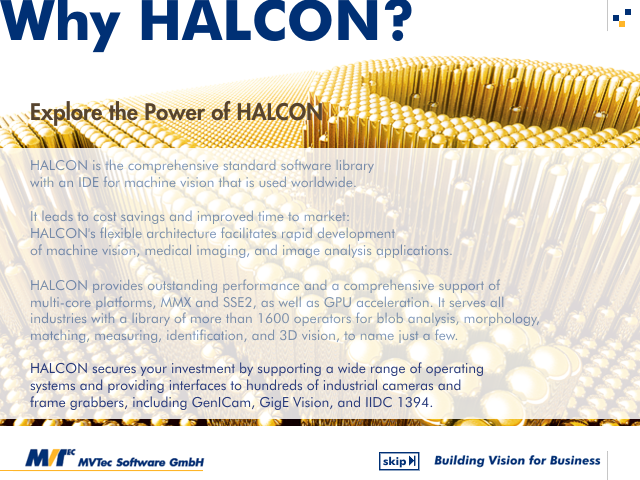 Why HALCON?
Explore the Power of HALCON
HALCON is the comprehensive standard software library
with an IDE for machine vision that is used worldwide.
It leads to cost savings and improved time to market:
HALCON's flexible architecture facilitates rapid development
of machine vision, medical imaging, and image analysis applications.
HALCON provides outstanding performance and a comprehensive support of
multi-core platforms, MMX and SSE2, as well as GPU acceleration. It serves all
industries with a library of more than 1600 operators for blob analysis, morphology,
matching, measuring, identification, and 3D vision, to name just a few.
HALCON secures your investment by supporting a wide range of operating
systems and providing interfaces to hundreds of industrial cameras and
frame grabbers, including GenICam, GigE Vision, and IIDC 1394.
MVTEC MVTec Software GmbH
skip
Building Vision for Business